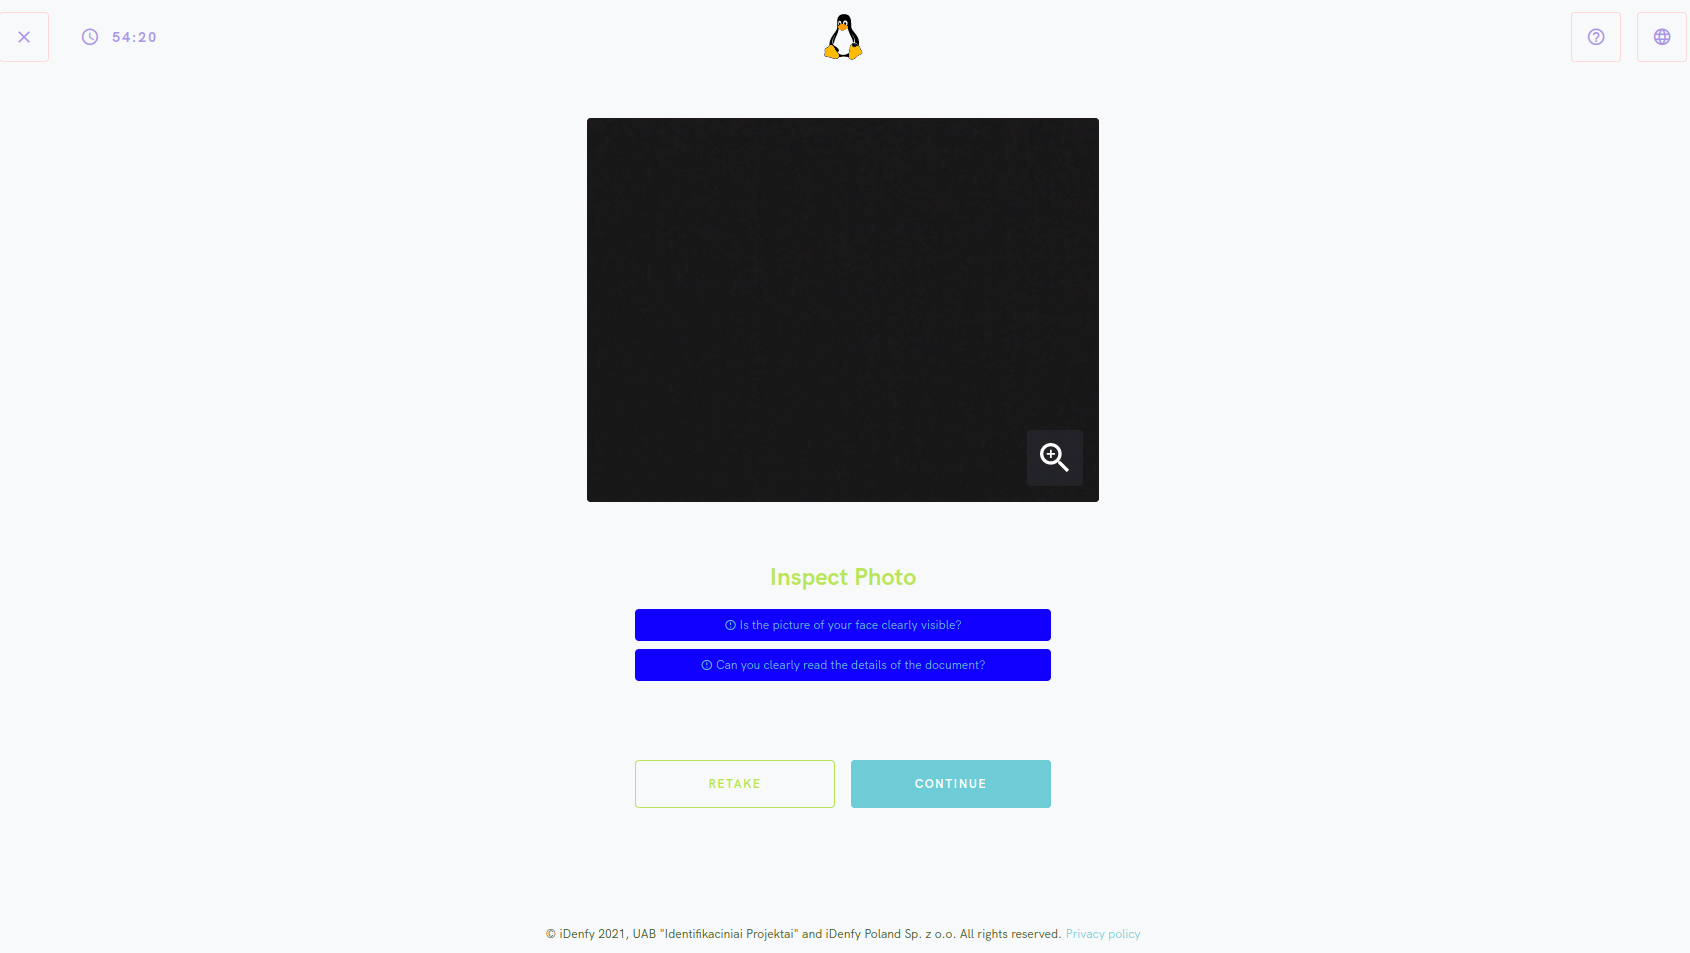 54:20
Inspect Photo
Is the picture of your face clearly visible?
Can you clearly read the details of the document?
RETAKE
CONTINUE
© iDenfy 2021, UAB "Identifikaciniai Projektai" and iDenfy Poland Sp. z o.o. All rights reserved. Privacy policy